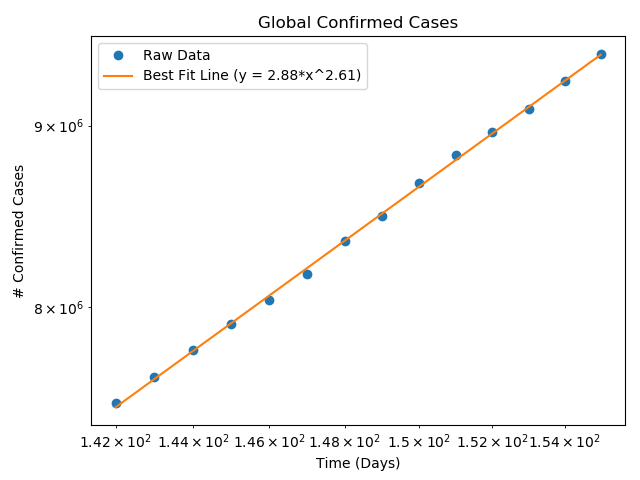 Global Confirmed Cases
Raw Data
Best Fit Line (y = 2.88*x^2.61)
9 × 10⁶
8 × 10⁶
# Confirmed Cases
1.42 × 10² 1.44 × 10² 1.46 × 10² 1.48 × 10² 1.5 × 10² 1.52 × 10² 1.54 × 10²
Time (Days)